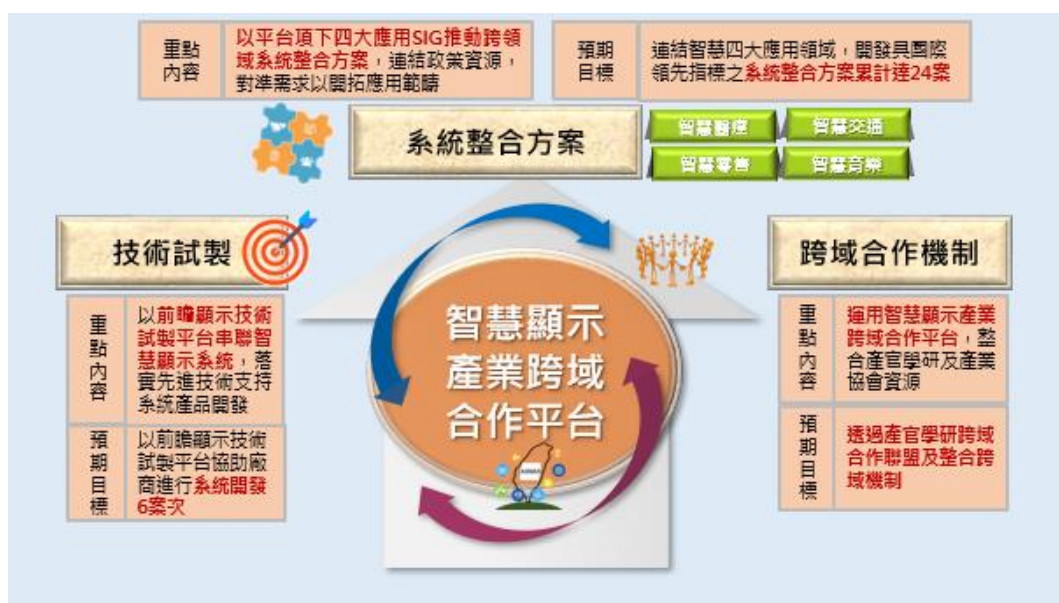 重點
內容
以平台項下四大應用SIG推動跨領
域系統整合方案，連結政策資源，
對準需求以開拓應用範疇
預期
目標
連結智慧四大應用領域，開發具國際
領先指標之系統整合方案累計達24案
系統整合方案
智慧醫療
智慧交通
智慧零售
智慧育樂
技術試製
重
點
內
容
以前瞻顯示技術
試製平台串聯智
慧顯示系統，落
實先進技術支持
系統產品開發
預
期
目
標
以前瞻顯示技術
試製平台協助廠
商進行系統開發
6案次
智慧顯示
產業跨域
合作平台
跨域合作機制
重
點
內
容
運用智慧顯示產業
跨域合作平台，整
合產官學研及產業
協會資源
預
期
目
標
透過產官學研跨域
合作聯盟及整合跨
域機制